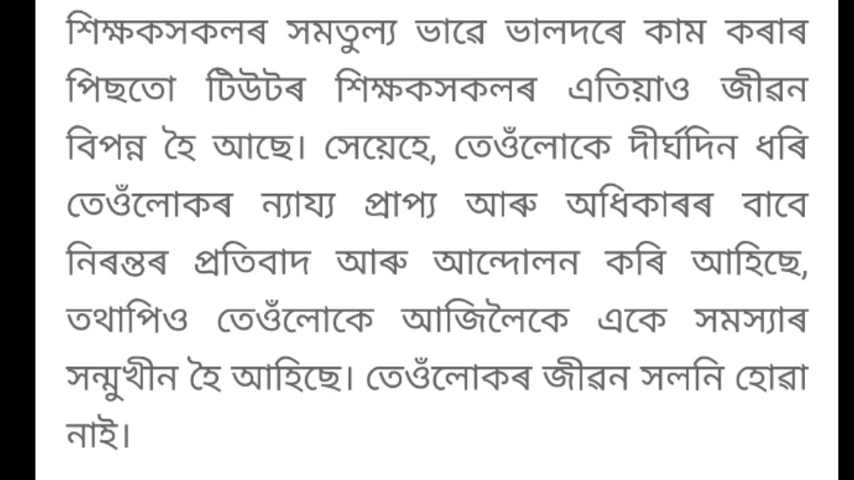 শিক্ষকসকলৰ সমতুল্য ভাৱে ভালদৰে কাম কৰাৰ
পিছতো টিউটৰ শিক্ষকসকলৰ এতিয়াও জীৱন
বিপন্ন হৈ আছে। সেয়েহে, তেওঁলোকে দীৰ্ঘদিন ধৰি
তেওঁলোকৰ ন্যায্য প্ৰাপ্য আৰু অধিকাৰৰ বাবে
নিৰন্তৰ প্ৰতিবাদ আৰু আন্দোলন কৰি আহিছে,
তথাপিও তেওঁলোকে আজিলৈকে একে সমস্যাৰ
সন্মুখীন হৈ আহিছে। তেওঁলোকৰ জীৱন সলনি হোৱা
নাই।